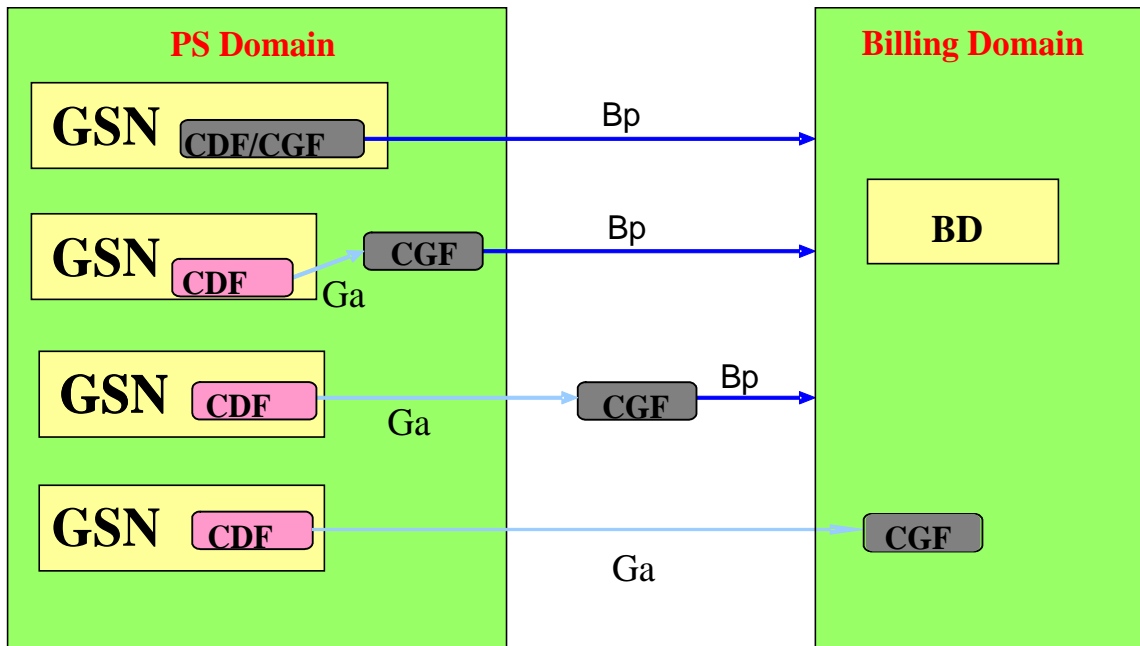 PS Domain
Billing Domain
GSN
CDF/CGF
Bp
GSN
CDF
Ga
CGF
Bp
BD
GSN
CDF
Ga
CGF
Bp
GSN
CDF
Ga
CGF